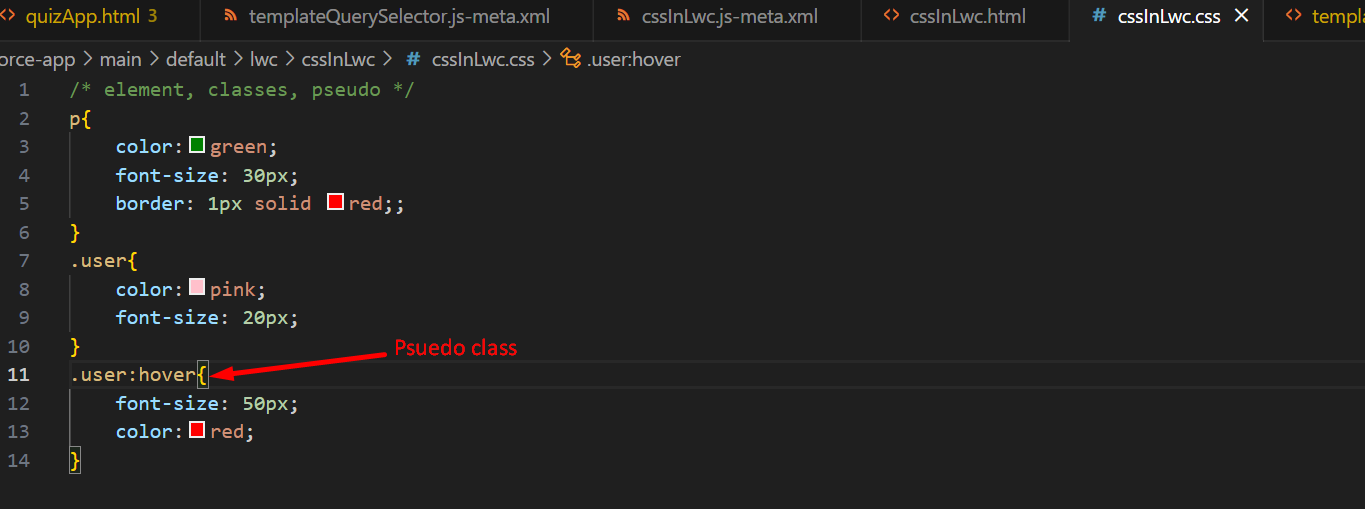 <> quizApp.html 3 templateQuerySelector.js-meta.xml cssInLwc.js-meta.xml <> cssInLwc.html # cssInLwc.css × <> templa
orce-app > main > default > lwc > cssInLwc > # cssInLwc.css > .user:hover
1 /* element, classes, pseudo */
2 p{
3 color: green;
4 font-size: 30px;
5 border: 1px solid red;;
6 }
7 .user{
8 color: pink;
9 font-size: 20px;
10 }
Psuedo class
11 .user:hover{
12 font-size: 50px;
13 color: red;
14 }